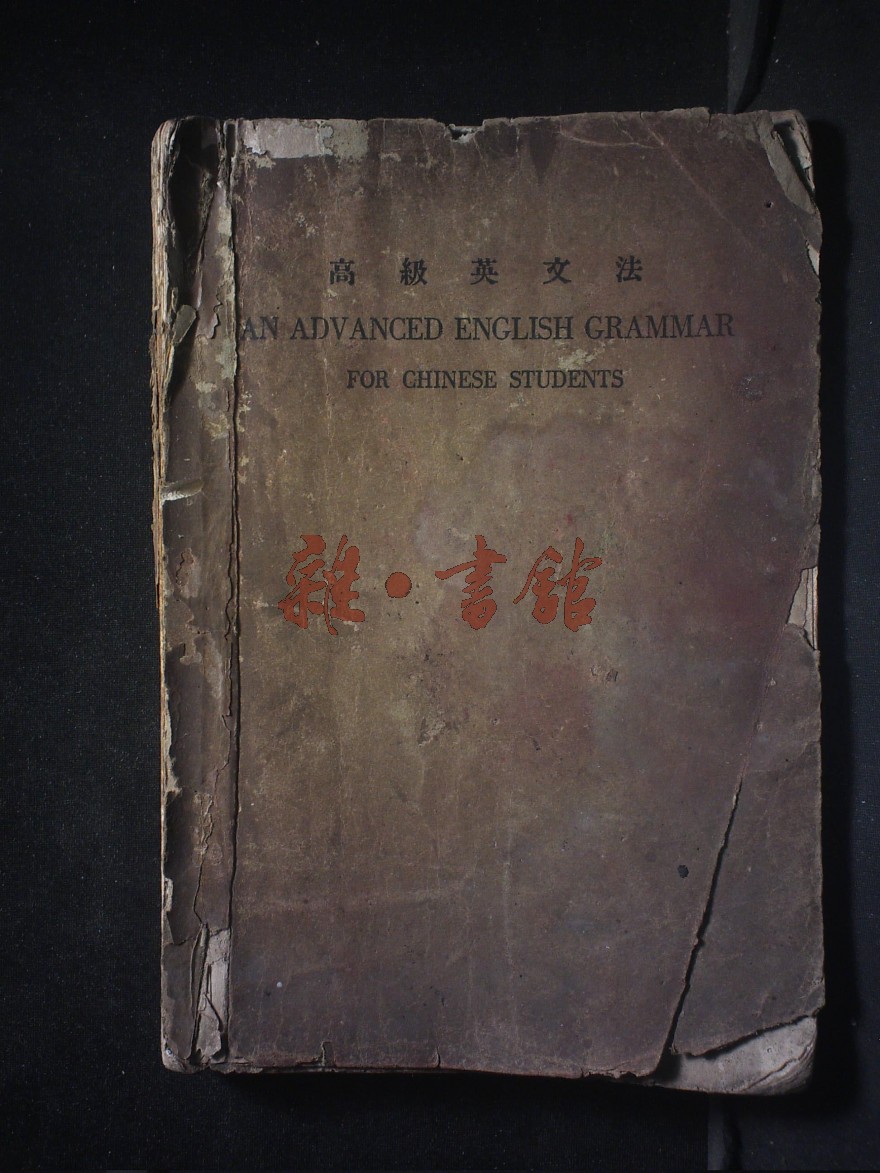 高級英文法
AN ADVANCED ENGLISH GRAMMAR
FOR CHINESE STUDENTS
雜·書館